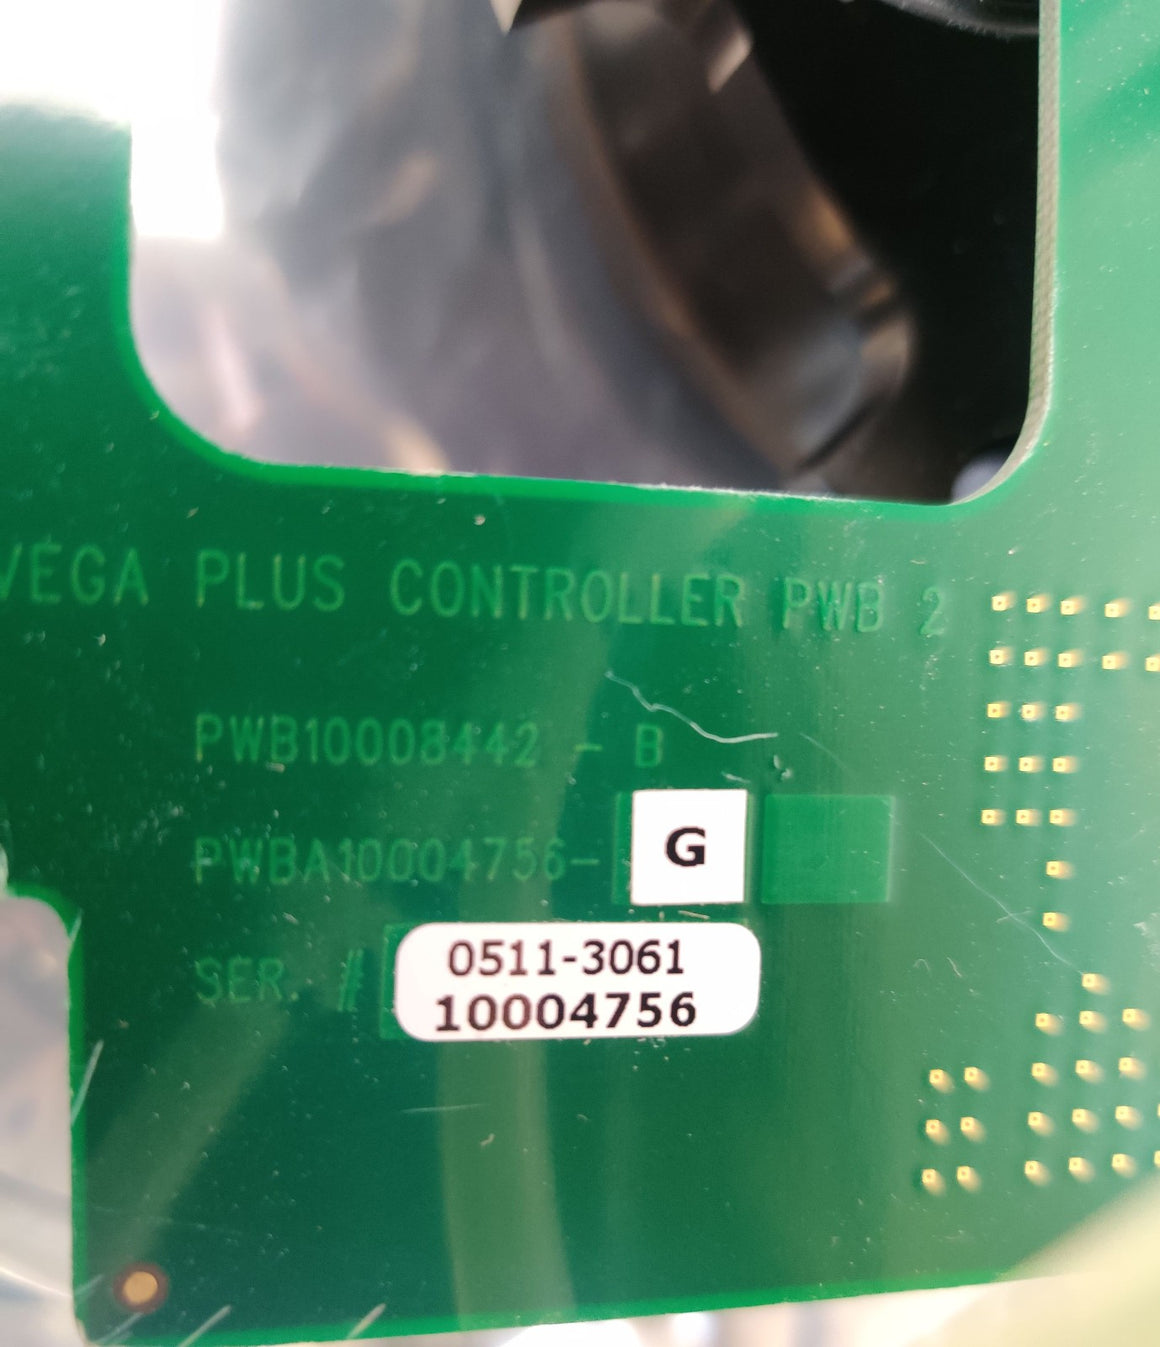 VEGA PLUS CONTROLLER PWB 2
PWB10008442 - B
PWBA10004756- G
SER. # 0511-3061
10004756